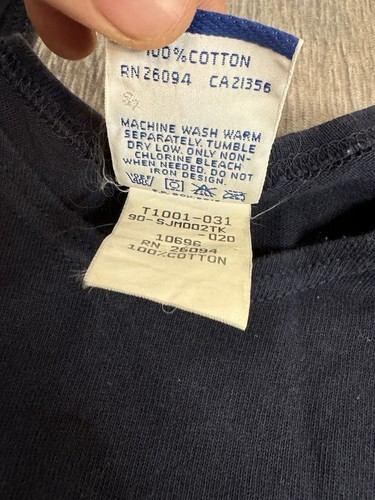 100% COTTON
RN 26094 CA 21356
MACHINE WASH WARM
SEPARATELY. TUMBLE
DRY LOW. ONLY NON-
CHLORINE BLEACH
WHEN NEEDED. DO NOT
IRON DESIGN.
T1001-031
90-SJM002TK
-020
10696
RN 26094
100%COTTON